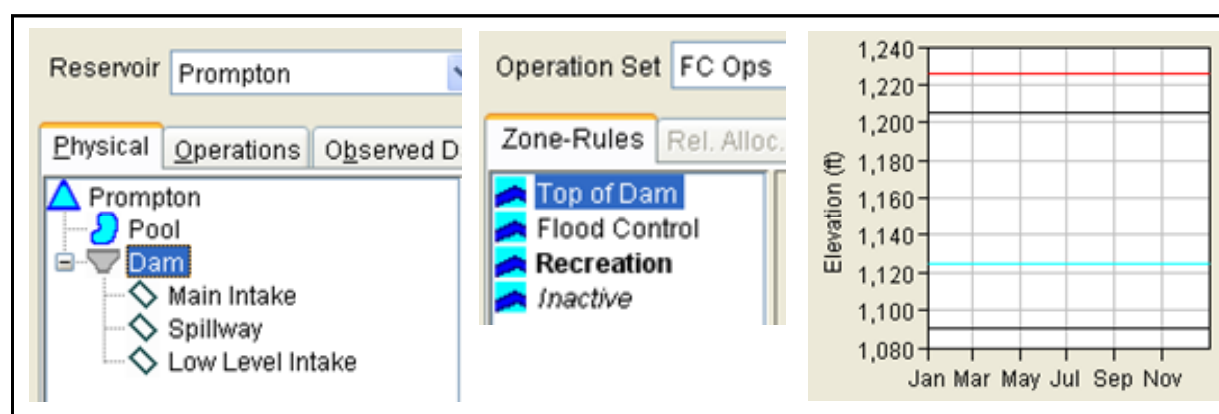 Reservoir Prompton
Physical Operations Observed D
Prompton
Pool
Dam
Main Intake
Spillway
Low Level Intake
Operation Set FC Ops
Zone-Rules Rel. Alloc.
Top of Dam
Flood Control
Recreation
Inactive
Elevation (ft)
1,240
1,220
1,200
1,180
1,160
1,140
1,120
1,100
1,080
Jan Mar May Jul Sep Nov